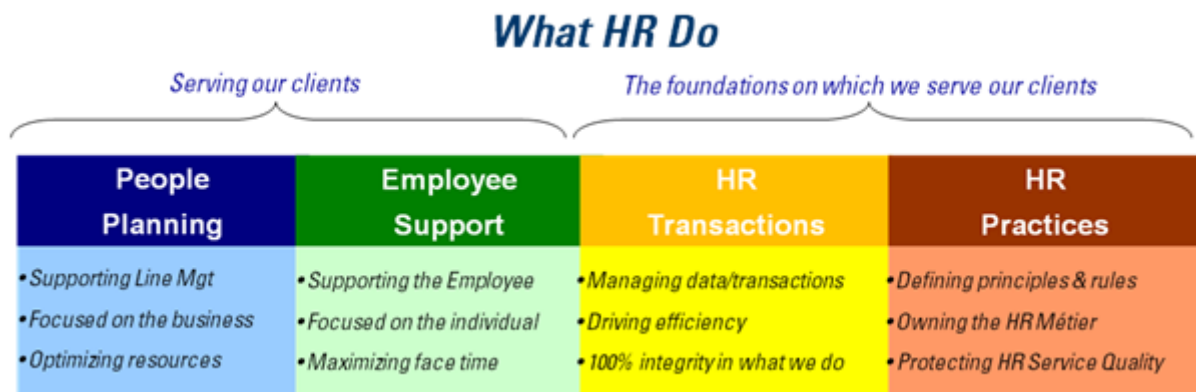 What HR Do
Serving our clients
The foundations on which we serve our clients
People
Planning
Employee
Support
HR
Transactions
HR
Practices
• Supporting Line Mgt
• Focused on the business
• Optimizing resources
• Supporting the Employee
• Focused on the individual
• Maximizing face time
• Managing data/transactions
• Driving efficiency
• 100% integrity in what we do
• Defining principles & rules
• Owning the HR Métier
• Protecting HR Service Quality